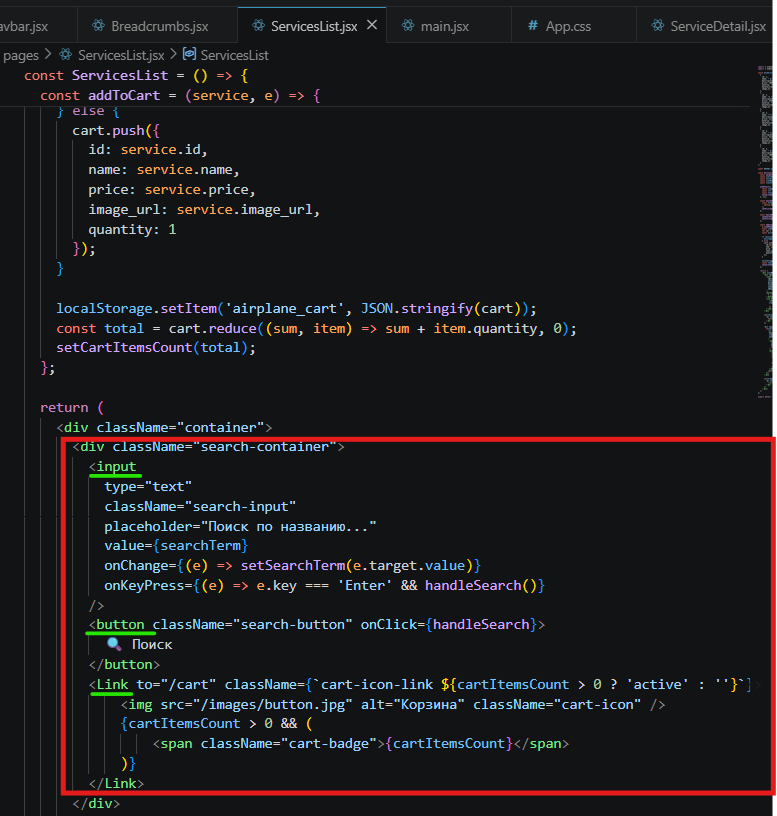 avbar.jsx Breadcrumbs.jsx ServicesList.jsx × main.jsx # App.css ServiceDetail.jsx
pages > ServicesList.jsx > ServicesList
const ServicesList = () => {
const addToCart = (service, e) => {
} else {
cart.push({
id: service.id,
name: service.name,
price: service.price,
image_url: service.image_url,
quantity: 1
});
}
localStorage.setItem('airplane_cart', JSON.stringify(cart));
const total = cart.reduce((sum, item) => sum + item.quantity, 0);
setCartItemsCount(total);
};
return (
<div className="container">
<div className="search-container">
<input
type="text"
className="search-input"
placeholder="Поиск по названию..."
value={searchTerm}
onChange={(e) => setSearchTerm(e.target.value)}
onKeyPress={(e) => e.key === 'Enter' && handleSearch()}
/>
<button className="search-button" onClick={handleSearch}>
🔍 Поиск
</button>
<Link to="/cart" className={`cart-icon-link ${cartItemsCount > 0 ? 'active' : ''}`}>
<img src="/images/button.jpg" alt="Корзина" className="cart-icon" />
{cartItemsCount > 0 && (
<span className="cart-badge">{cartItemsCount}</span>
)}
</Link>
</div>